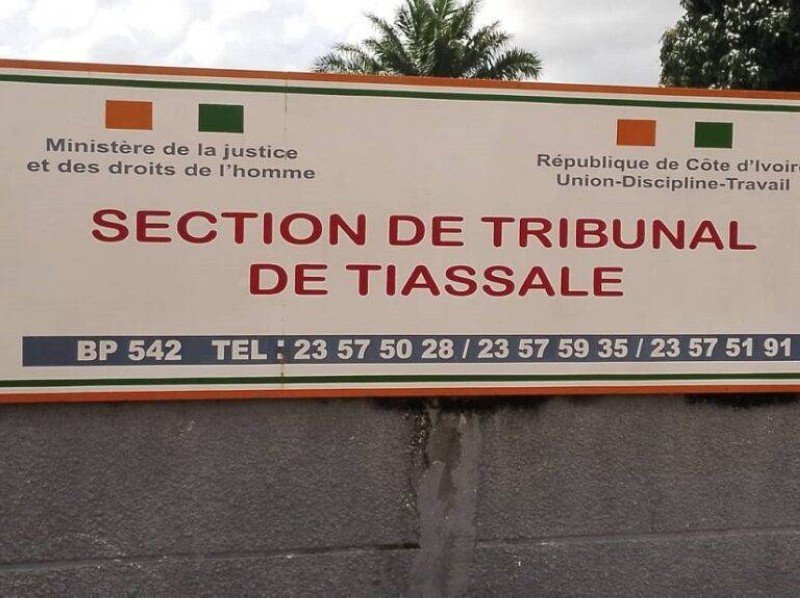 Ministère de la justice
et des droits de l'homme
République de Côte d'Ivoire
Union-Discipline-Travail
SECTION DE TRIBUNAL
DE TIASSALE
BP 542 TEL : 23 57 50 28 / 23 57 59 35 / 23 57 51 91